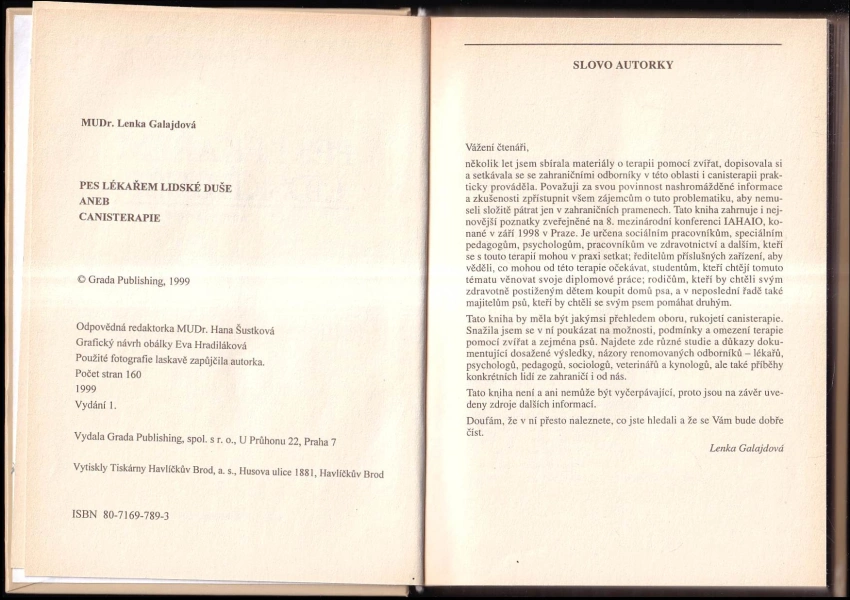 MUDr. Lenka Galajdová
PES LÉKAŘEM LIDSKÉ DUŠE
ANEB
CANISTERAPIE
© Grada Publishing, 1999
Odpovědná redaktorka MUDr. Hana Šustková
Grafický návrh obálky Eva Hradiláková
Použité fotografie laskavě zapůjčila autorka.
Počet stran 160
1999
Vydání 1.
Vydala Grada Publishing, spol. s r. o., U Průhonu 22, Praha 7
Vytiskly Tiskárny Havlíčkův Brod, a. s., Husova ulice 1881, Havlíčkův Brod
ISBN 80-7169-789-3
SLOVO AUTORKY
Vážení čtenáři,
několik let jsem sbírala materiály o terapii pomocí zvířat, dopisovala si
a setkávala se se zahraničními odborníky v této oblasti i canisterapii prak-
ticky prováděla. Považuji za svou povinnost nashromážděné informace
a zkušenosti zpřístupnit všem zájemcům o tuto problematiku, aby nemu-
seli složitě pátrat jen v zahraničních pramenech. Tato kniha zahrnuje i nej-
novější poznatky zveřejněné na 8. mezinárodní konferenci IAHAIO, ko-
nané v září 1998 v Praze. Je určena sociálním pracovníkům, speciálním
pedagogům, psychologům, pracovníkům ve zdravotnictví a dalším, kteří
se s touto terapií mohou v praxi setkat; ředitelům příslušných zařízení, aby
věděli, co mohou od této terapie očekávat, studentům, kteří chtějí tomuto
tématu věnovat svoje diplomové práce; rodičům, kteří by chtěli svým
zdravotně postiženým dětem koupit domů psa, a v neposlední řadě také
majitelům psů, kteří by chtěli se svým psem pomáhat druhým.
Tato kniha by měla být jakýmsi přehledem oboru, rukojetí canisterapie.
Snažila jsem se v ní poukázat na možnosti, podmínky a omezení terapie
pomocí zvířat a zejména psů. Najdete zde různé studie a důkazy doku-
mentující dosažené výsledky, názory renomovaných odborníků – lékařů,
psychologů, pedagogů, sociologů, veterinářů a kynologů, ale také příběhy
konkrétních lidí ze zahraničí i od nás.
Tato kniha není a ani nemůže být vyčerpávající, proto jsou na závěr uve-
deny zdroje dalších informací.
Doufám, že v ní přesto naleznete, co jste hledali a že se Vám bude dobře
číst.
Lenka Galajdová